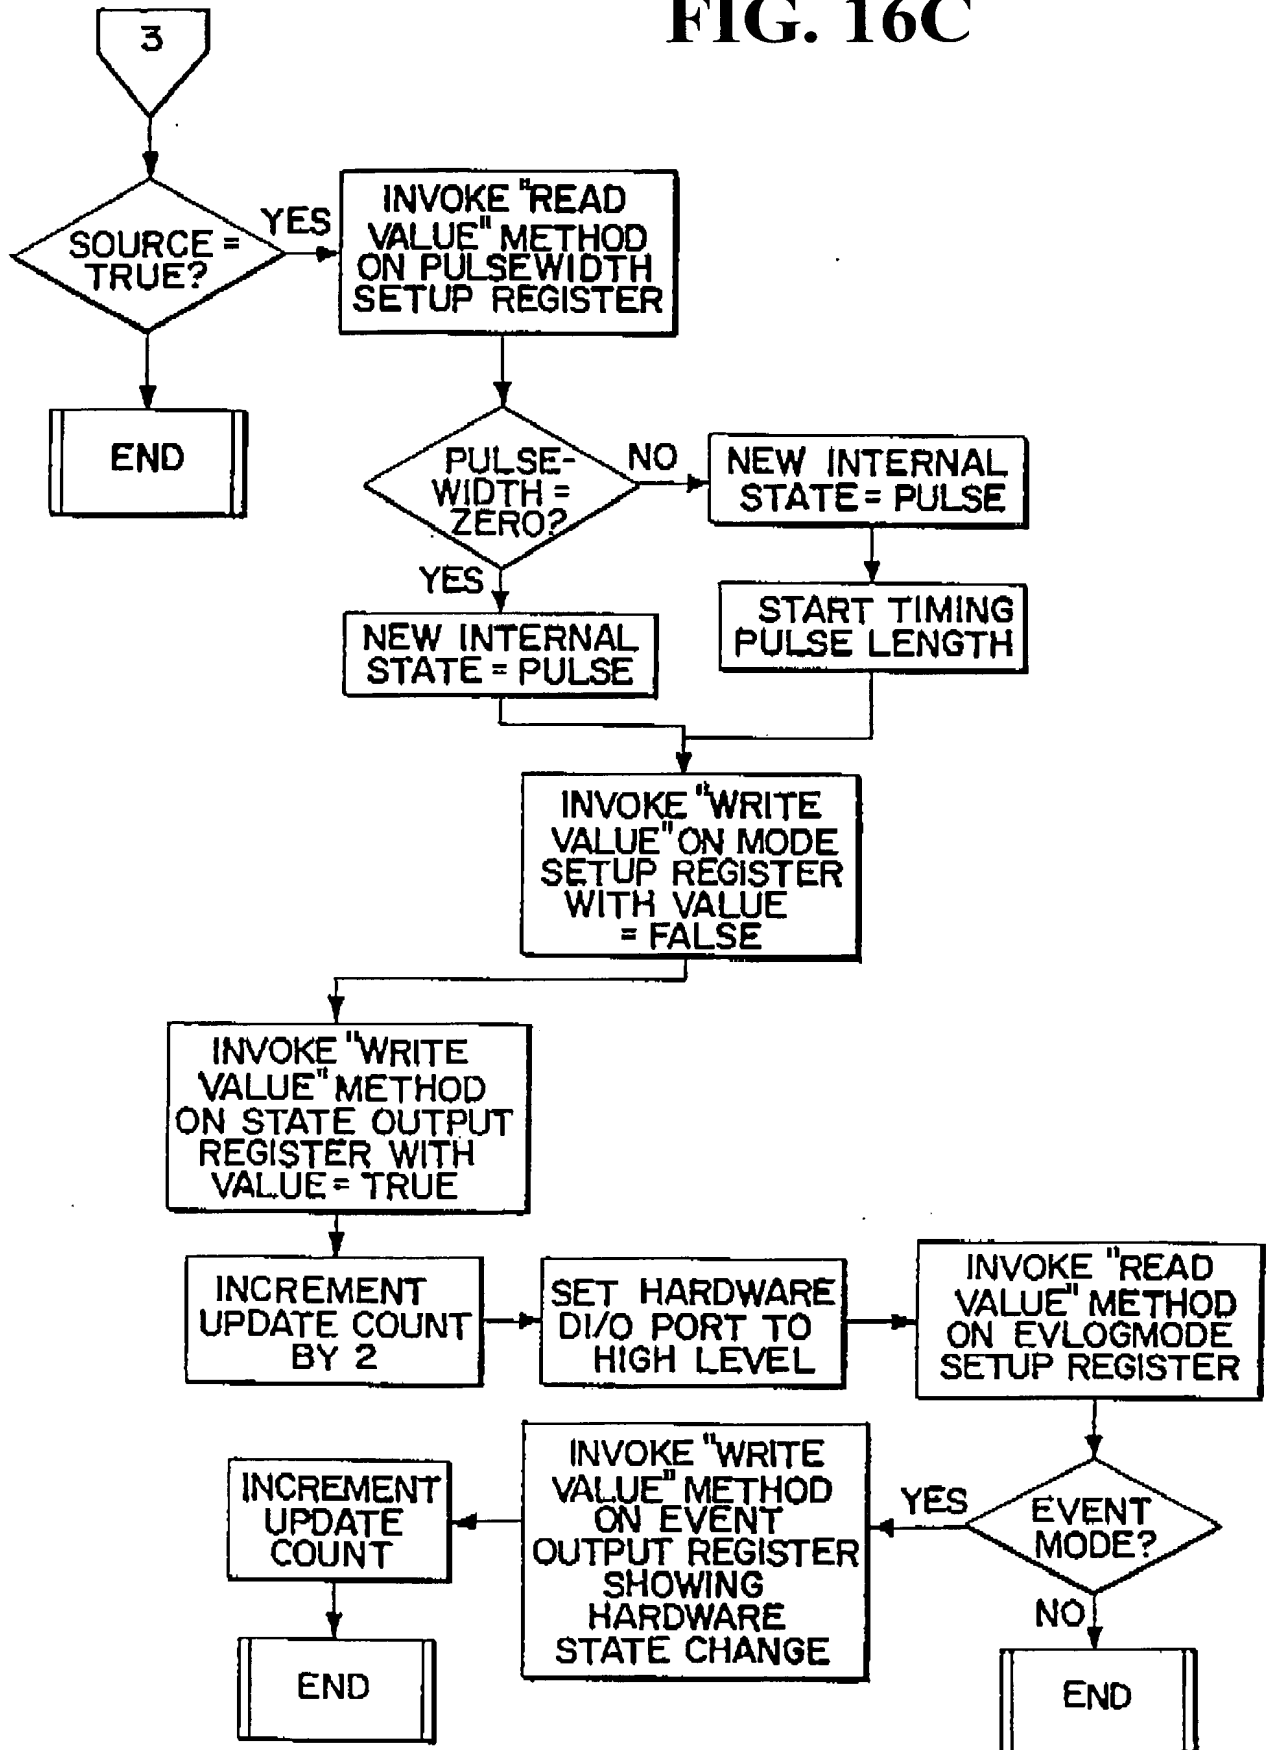 FIG. 16C
3
SOURCE =
TRUE?
YES
INVOKE "READ
VALUE" METHOD
ON PULSEWIDTH
SETUP REGISTER
END
PULSE-
WIDTH =
ZERO?
NO
NEW INTERNAL
STATE = PULSE
YES
START TIMING
PULSE LENGTH
NEW INTERNAL
STATE = PULSE
INVOKE "WRITE
VALUE" ON MODE
SETUP REGISTER
WITH VALUE
= FALSE
INVOKE "WRITE
VALUE" METHOD
ON STATE OUTPUT
REGISTER WITH
VALUE = TRUE
INCREMENT
UPDATE COUNT
BY 2
SET HARDWARE
DI/O PORT TO
HIGH LEVEL
INVOKE "READ
VALUE" METHOD
ON EVLOGMODE
SETUP REGISTER
EVENT
MODE?
YES
INVOKE "WRITE
VALUE" METHOD
ON EVENT
OUTPUT REGISTER
SHOWING
HARDWARE
STATE CHANGE
INCREMENT
UPDATE
COUNT
END
NO
END